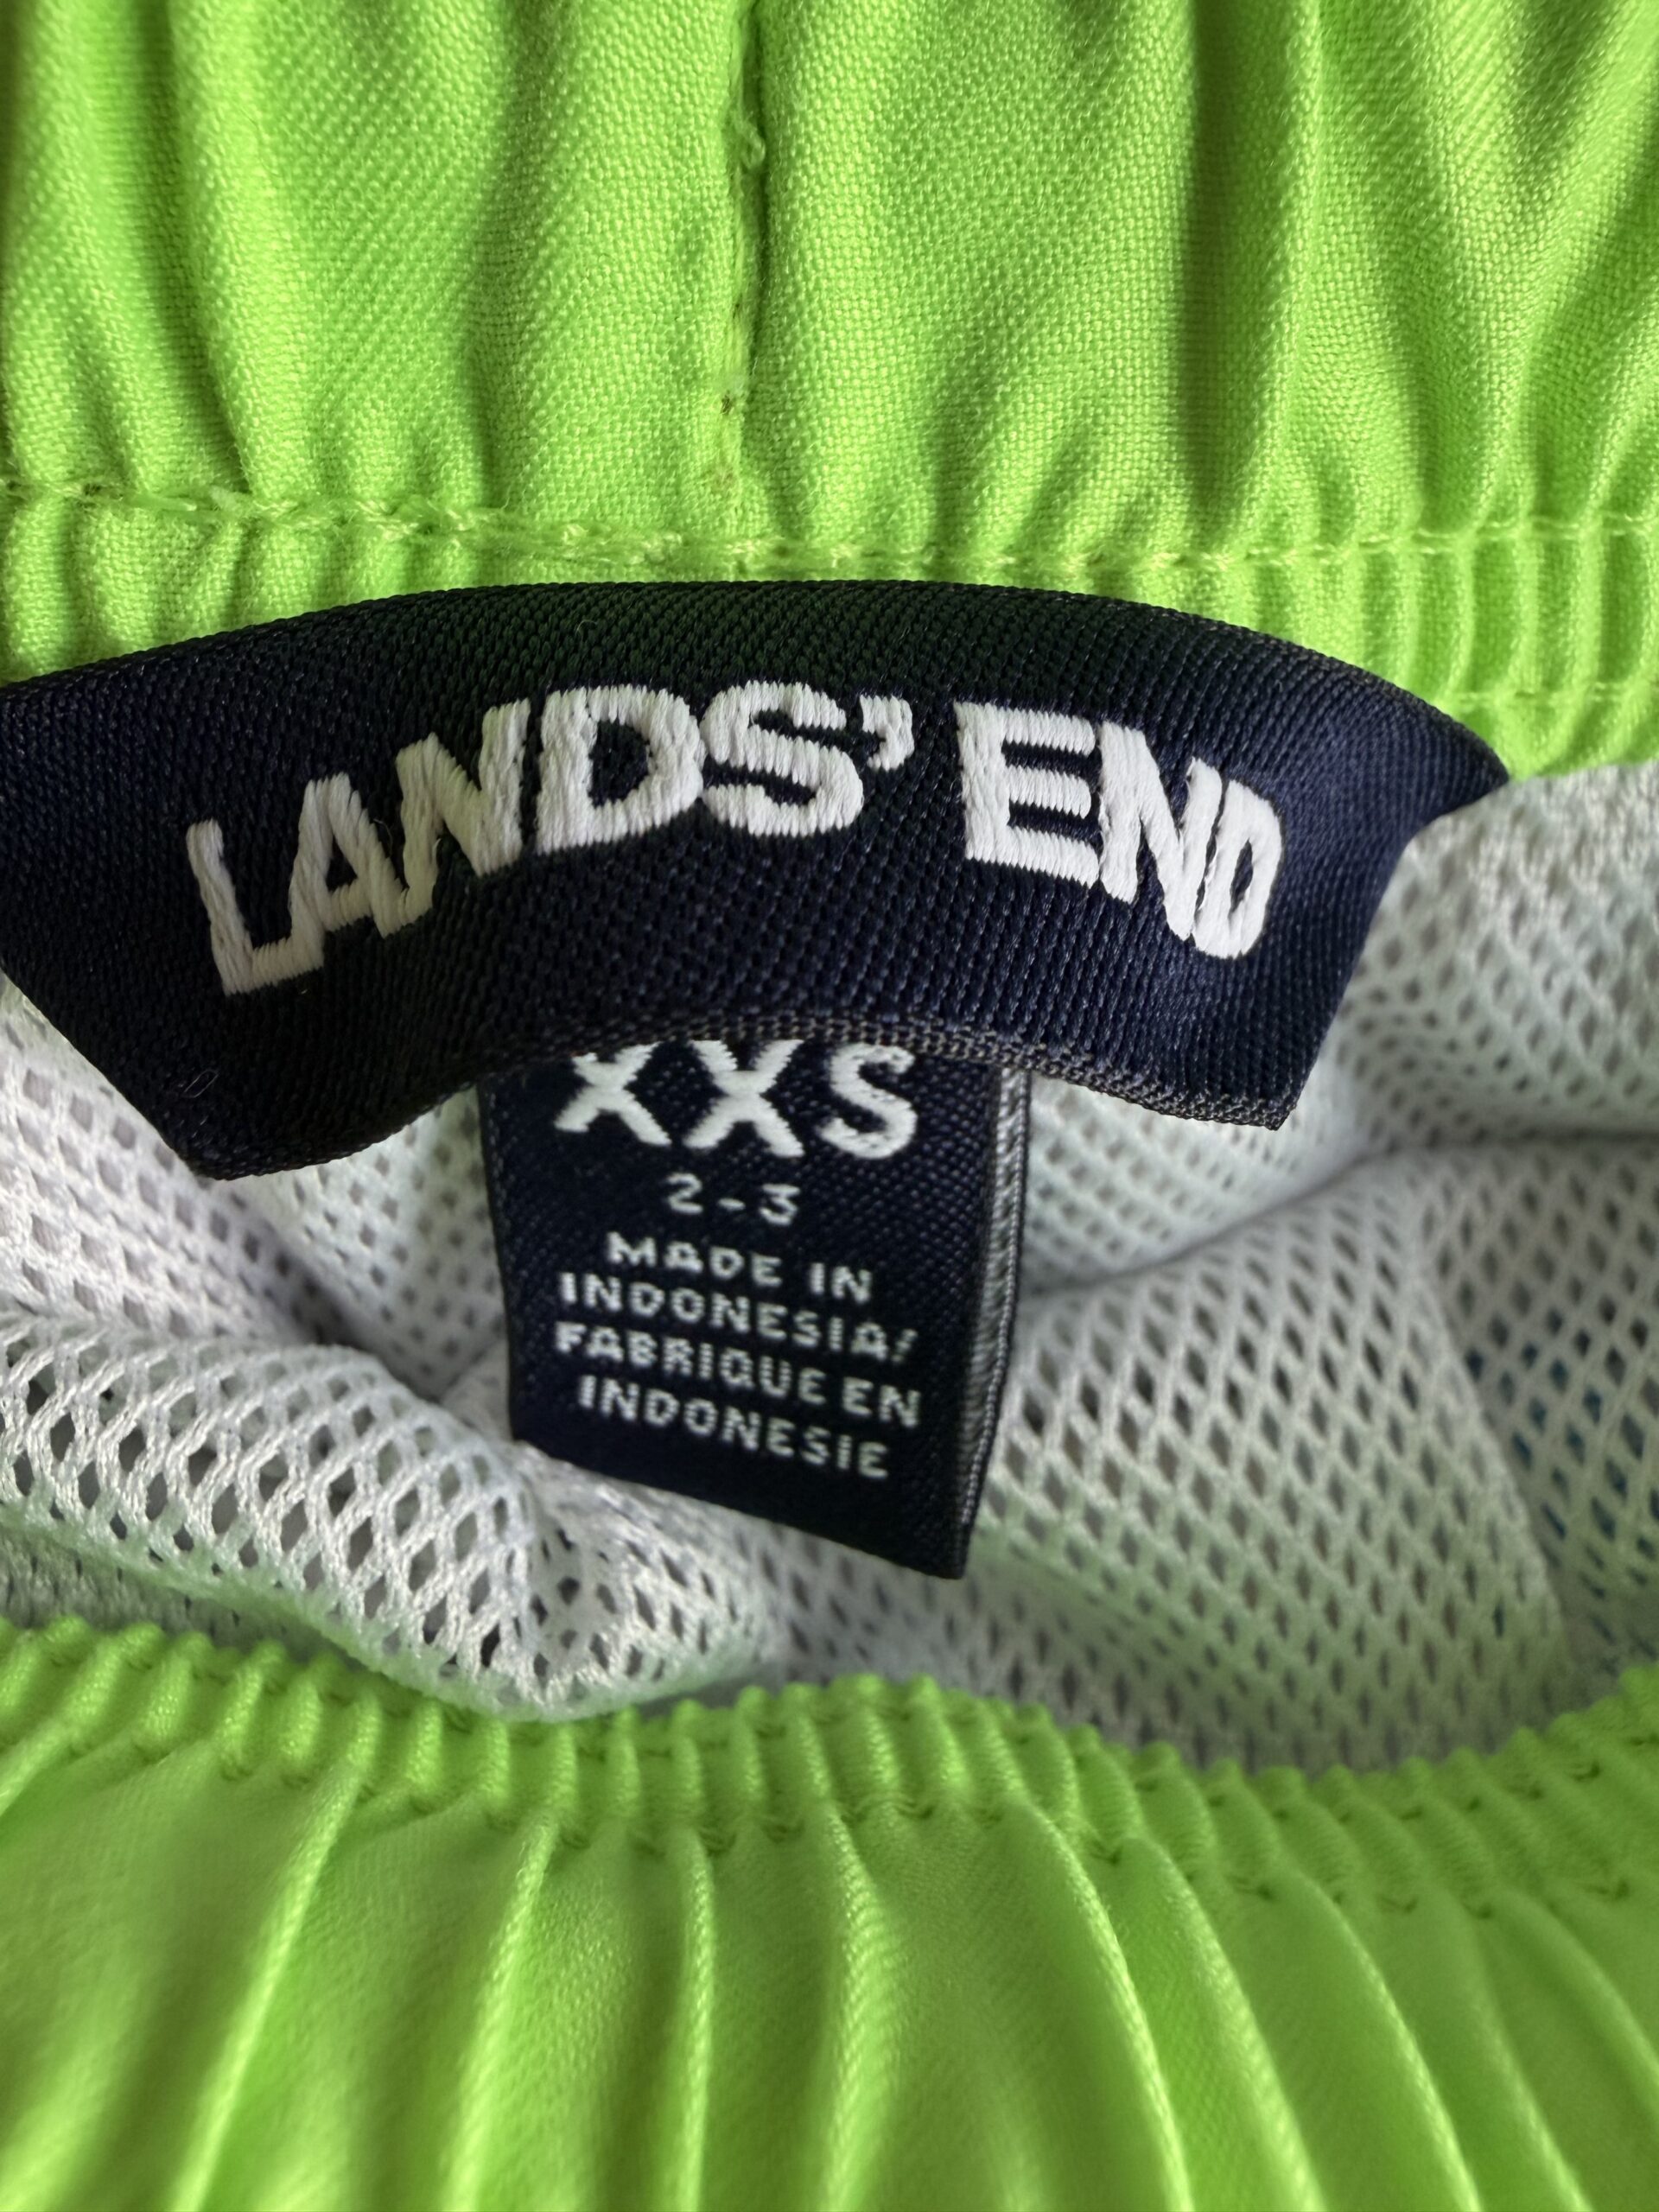 LANDS' END
XXS
2-3
MADE IN
INDONESIA/
FABRIQUE EN
INDONESIE